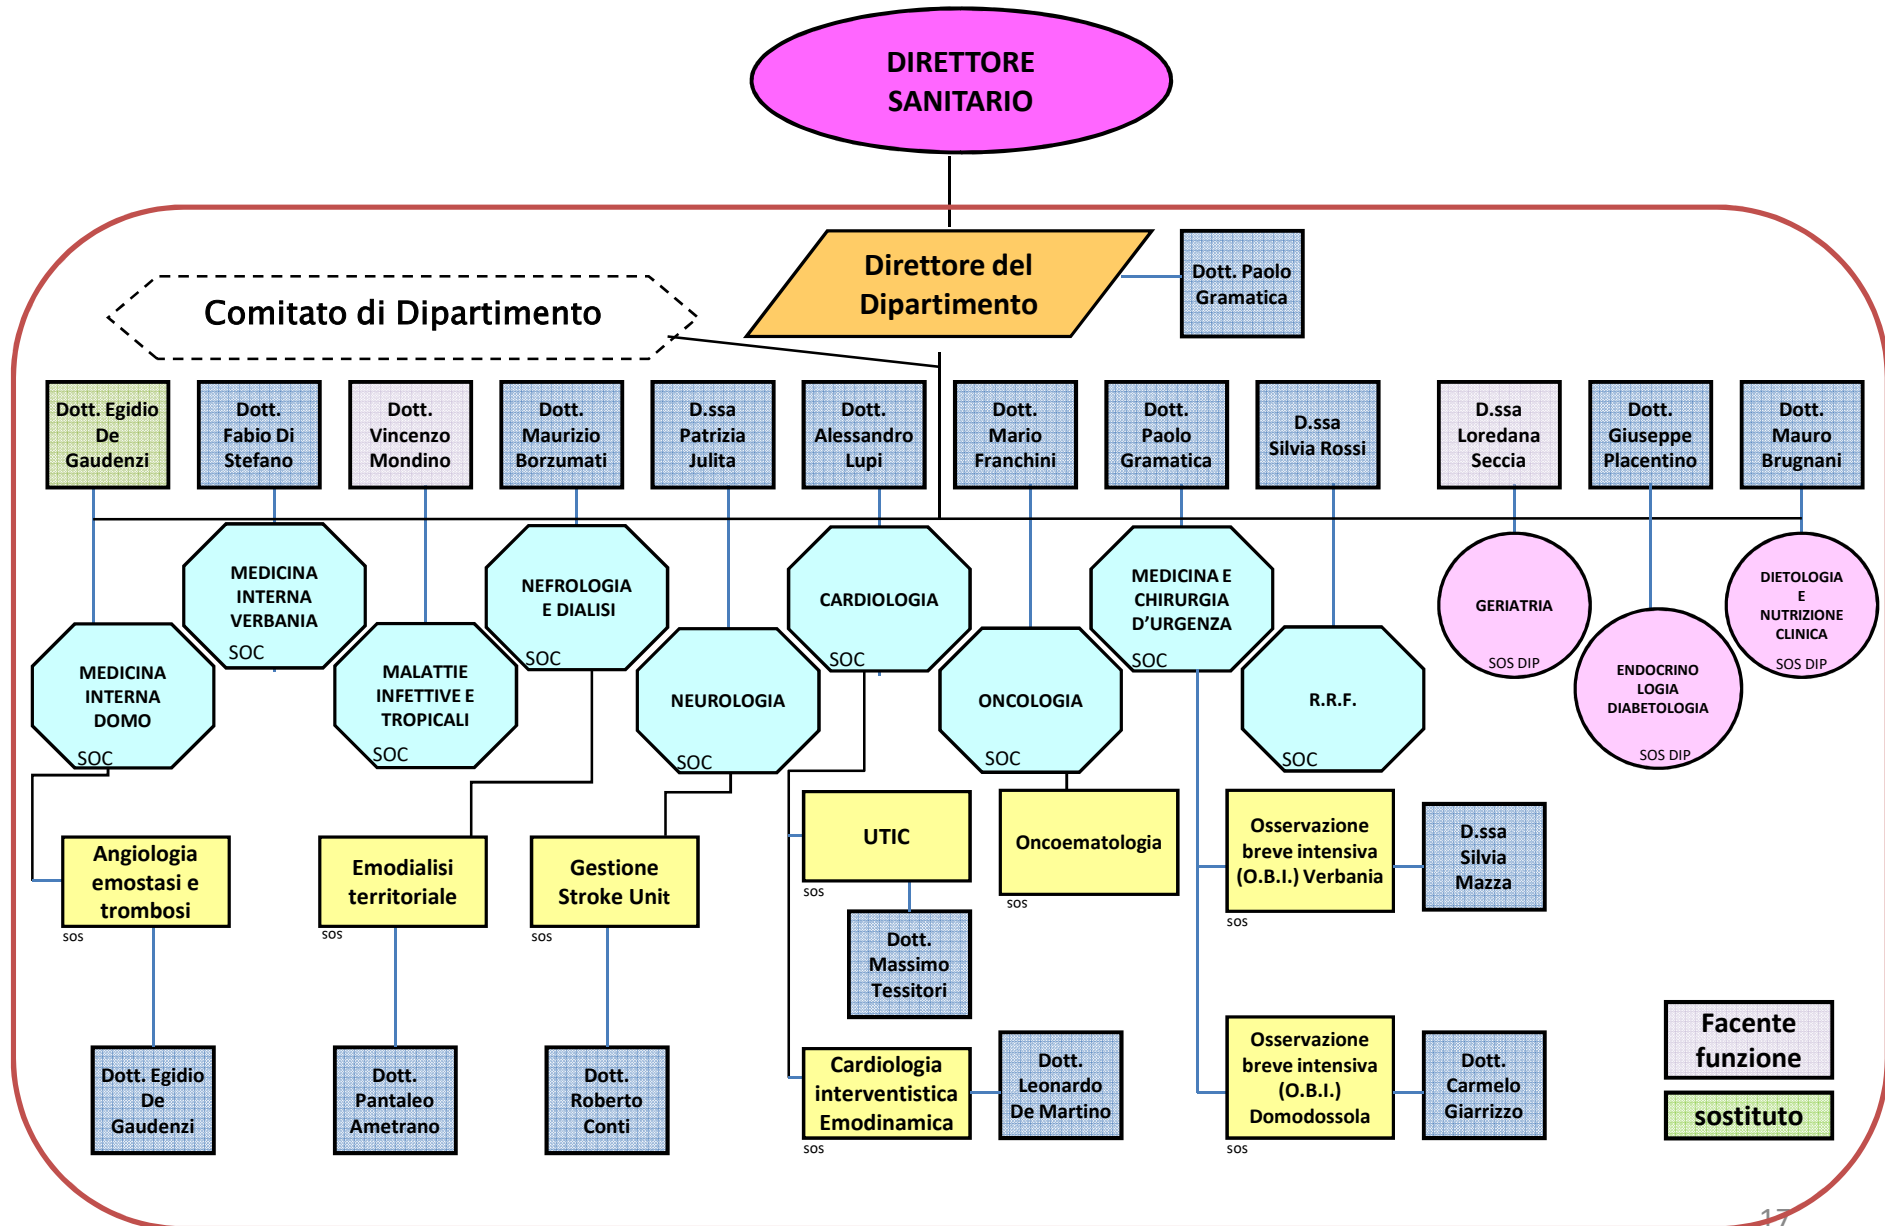 DIRETTORE
SANITARIO
Direttore del
Dipartimento
Dott. Paolo
Gramatica
Comitato di Dipartimento
Dott. Egidio
De
Gaudenzi
Dott.
Fabio Di
Stefano
Dott.
Vincenzo
Mondino
Dott.
Maurizio
Borzumati
D.ssa
Patrizia
Julita
Dott.
Alessandro
Lupi
Dott.
Mario
Franchini
Dott.
Paolo
Gramatica
D.ssa
Silvia Rossi
D.ssa
Loredana
Seccia
Dott.
Giuseppe
Placentino
Dott.
Mauro
Brugnani
MEDICINA
INTERNA
DOMO
SOC
MEDICINA
INTERNA
VERBANIA
SOC
MALATTIE
INFETTIVE E
TROPICALI
SOC
NEFROLOGIA
E DIALISI
SOC
NEUROLOGIA
SOC
CARDIOLOGIA
SOC
ONCOLOGIA
SOC
MEDICINA E
CHIRURGIA
D'URGENZA
SOC
R.R.F.
SOC
GERIATRIA
SOS DIP
ENDOCRINO
LOGIA
DIABETOLOGIA
SOS DIP
DIETOLOGIA
E
NUTRIZIONE
CLINICA
SOS DIP
Angiologia
emostasi e
trombosi
sos
Emodialisi
territoriale
sos
Gestione
Stroke Unit
sos
UTIC
sos
Oncoematologia
sos
Osservazione
breve intensiva
(O.B.I.) Verbania
sos
D.ssa
Silvia
Mazza
Dott.
Massimo
Tessitori
Dott. Egidio
De
Gaudenzi
Dott.
Pantaleo
Ametrano
Dott.
Roberto
Conti
Cardiologia
interventistica
Emodinamica
sos
Dott.
Leonardo
De Martino
Osservazione
breve intensiva
(O.B.I.)
Domodossola
sos
Dott.
Carmelo
Giarrizzo
Facente
funzione
sostituto
17